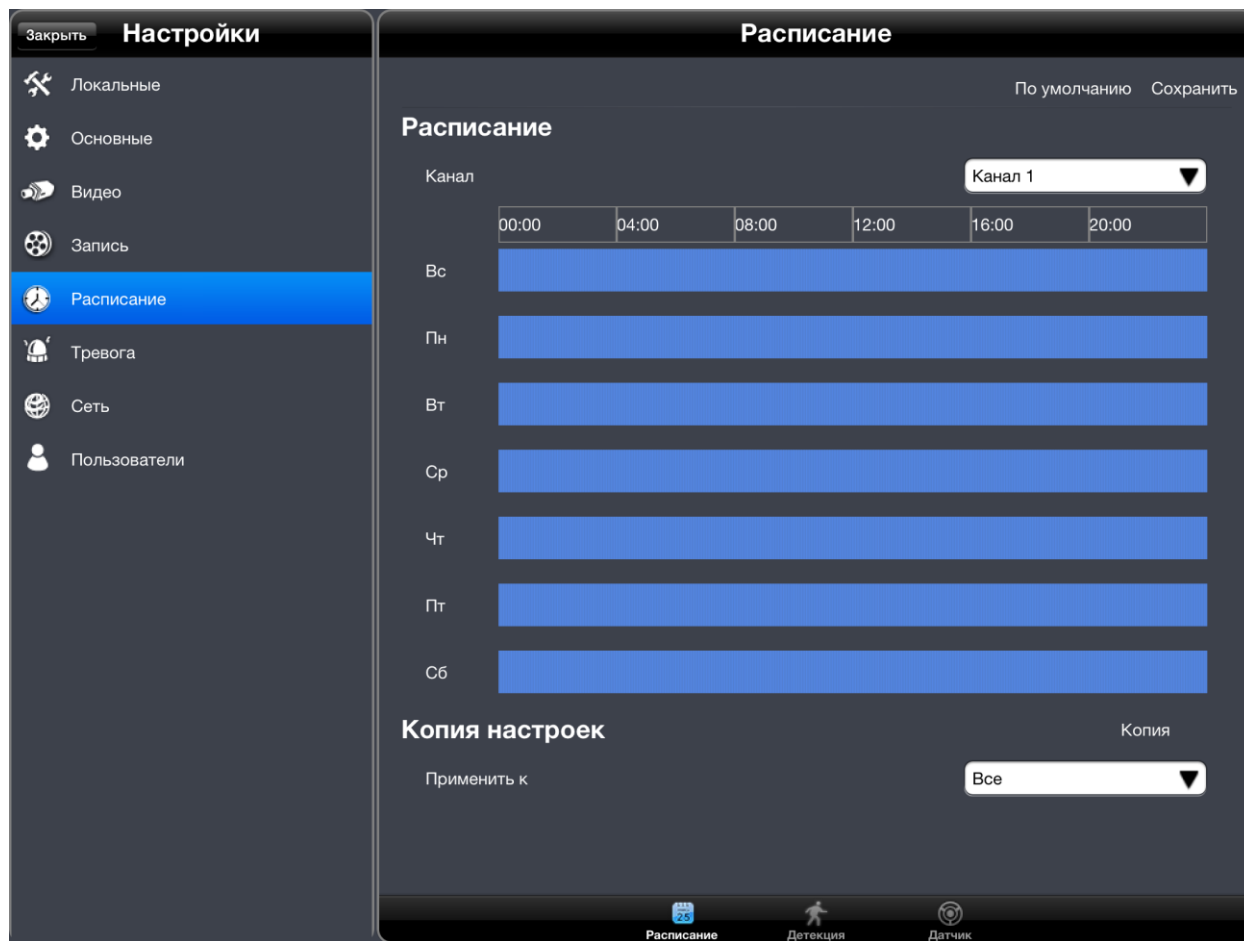 Закрыть
Настройки
Локальные
Основные
Видео
Запись
Расписание
Тревога
Сеть
Пользователи
Расписание
По умолчанию Сохранить
Расписание
Канал Канал 1
00:00 04:00 08:00 12:00 16:00 20:00
Вс
Пн
Вт
Ср
Чт
Пт
Сб
Копия настроек Копия
Применить к Все
25
Расписание Детекция Датчик